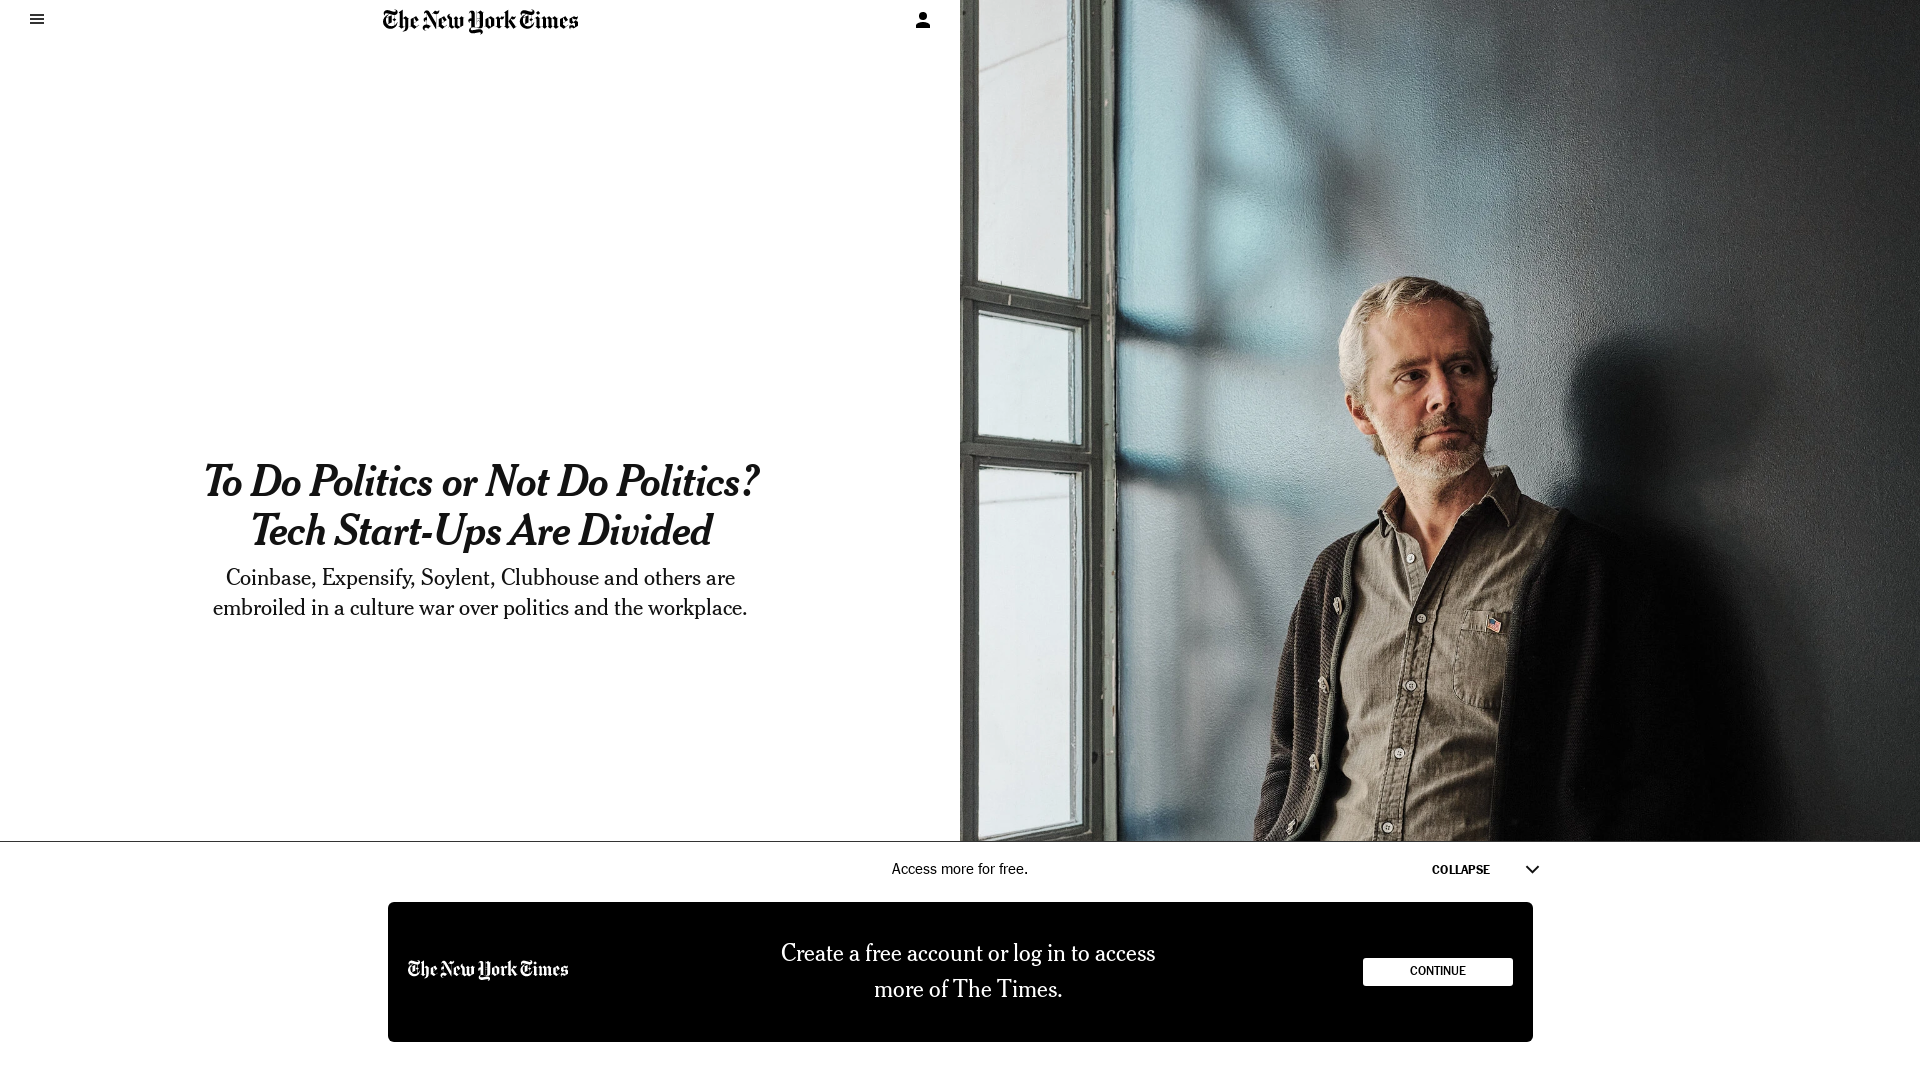 The New York Times
To Do Politics or Not Do Politics?
Tech Start-Ups Are Divided
Coinbase, Expensify, Soylent, Clubhouse and others are
embroiled in a culture war over politics and the workplace.
Access more for free.
COLLAPSE
The New York Times
Create a free account or log in to access
more of The Times.
CONTINUE